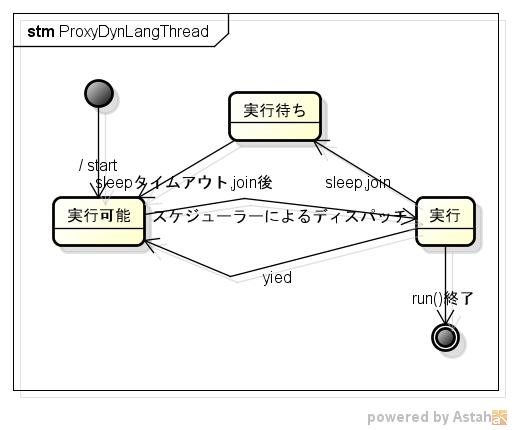 stm ProxyDynLangThread
実行待ち
/ start
sleepタイムアウト,join後
sleep,join
実行可能
スケジューラーによるディスパッチ
実行
yied
run()終了
powered by Astah